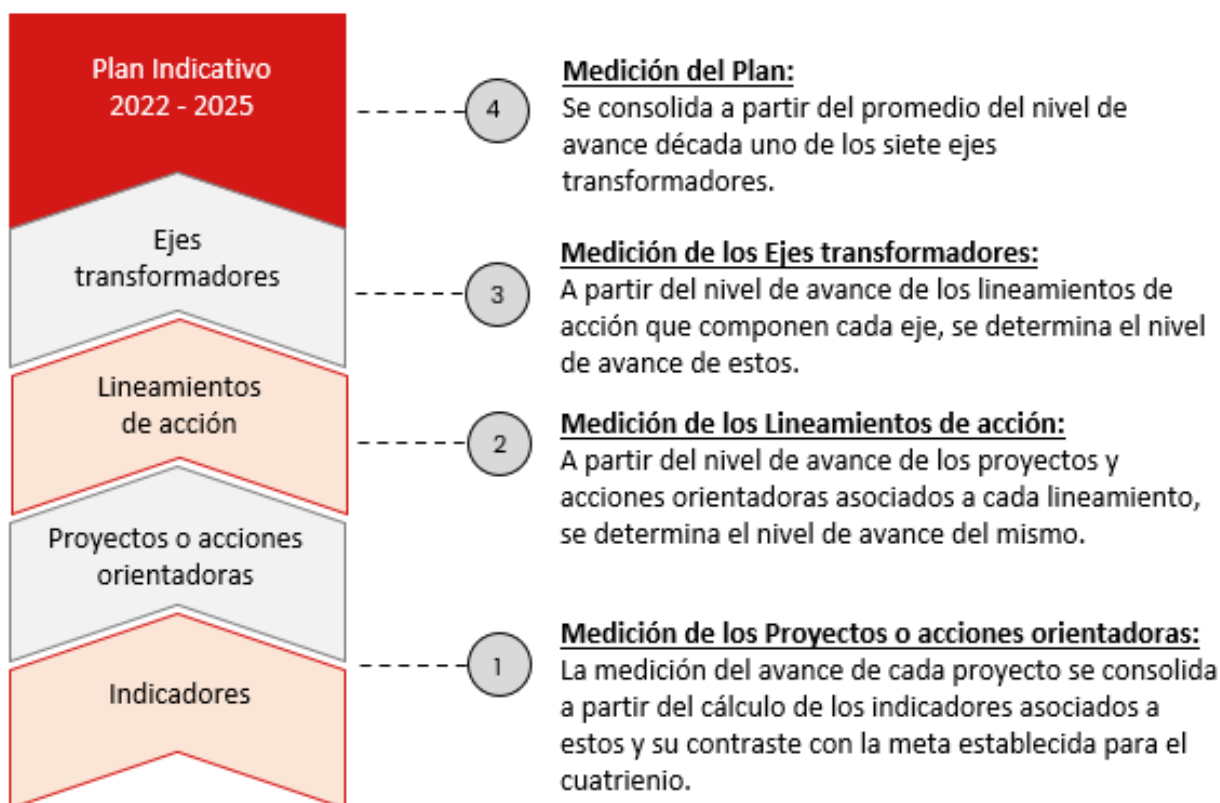 Plan Indicativo
2022 - 2025
4
Medición del Plan:
Se consolida a partir del promedio del nivel de
avance década uno de los siete ejes
transformadores.
Ejes
transformadores
3
Medición de los Ejes transformadores:
A partir del nivel de avance de los lineamientos de
acción que componen cada eje, se determina el nivel
de avance de estos.
Lineamientos
de acción
2
Medición de los Lineamientos de acción:
A partir del nivel de avance de los proyectos y
acciones orientadoras asociados a cada lineamiento,
se determina el nivel de avance del mismo.
Proyectos o acciones
orientadoras
Indicadores
1
Medición de los Proyectos o acciones orientadoras:
La medición del avance de cada proyecto se consolida
a partir del cálculo de los indicadores asociados a
estos y su contraste con la meta establecida para el
cuatrienio.